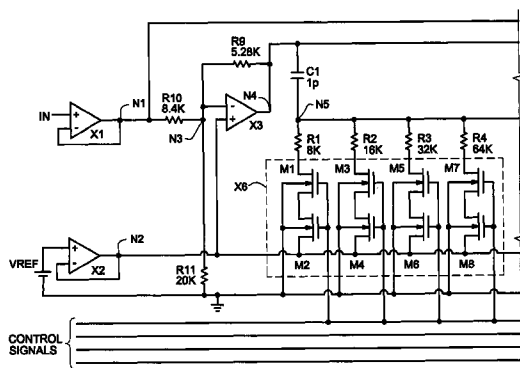 R9
5.28K
N4
C1
1p
N1
R10
8.4K
IN
X1
N3
X3
N5
R1
8K
R2
16K
R3
32K
R4
64K
X6
M1
M3
M5
M7
N2
VREF
X2
R11
20K
M2
M4
M6
M8
CONTROL
SIGNALS